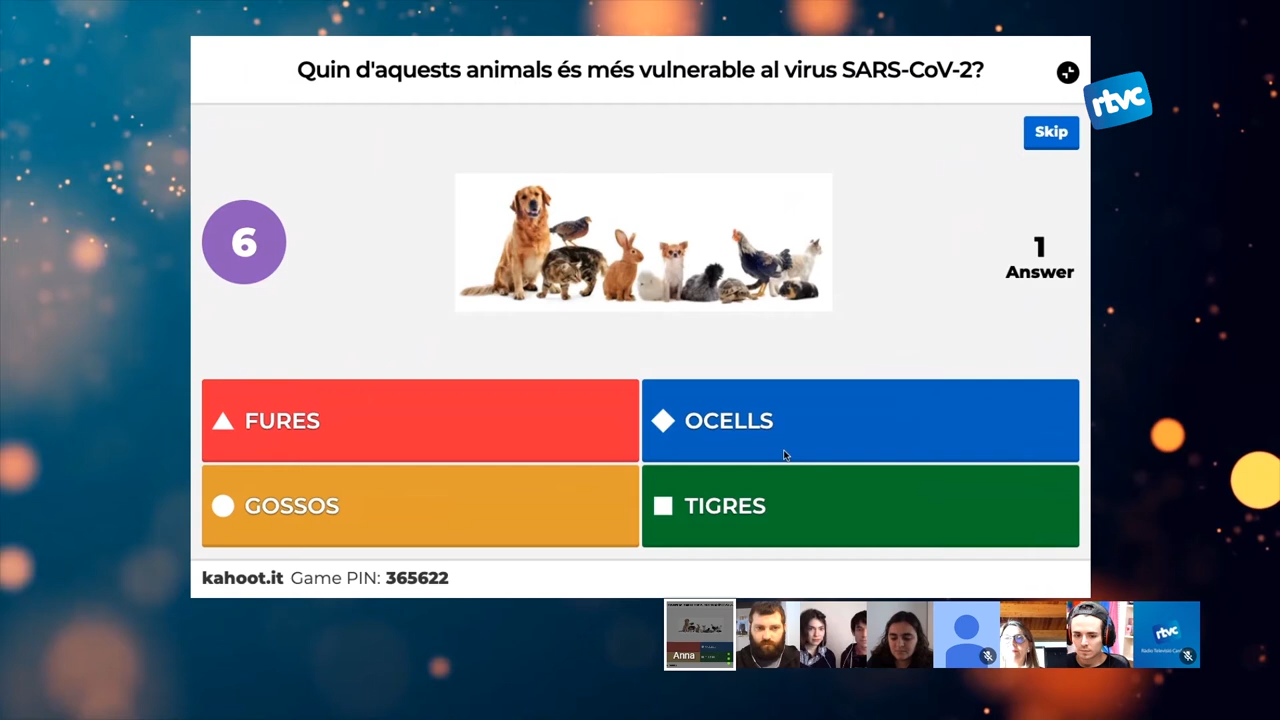 Quin d'aquests animals és més vulnerable al virus SARS-CoV-2?
rtvc
Skip
6
1
Answer
FURES
OCELLS
GOSSOS
TIGRES
kahoot.it Game PIN: 365622
Anna
rtvc